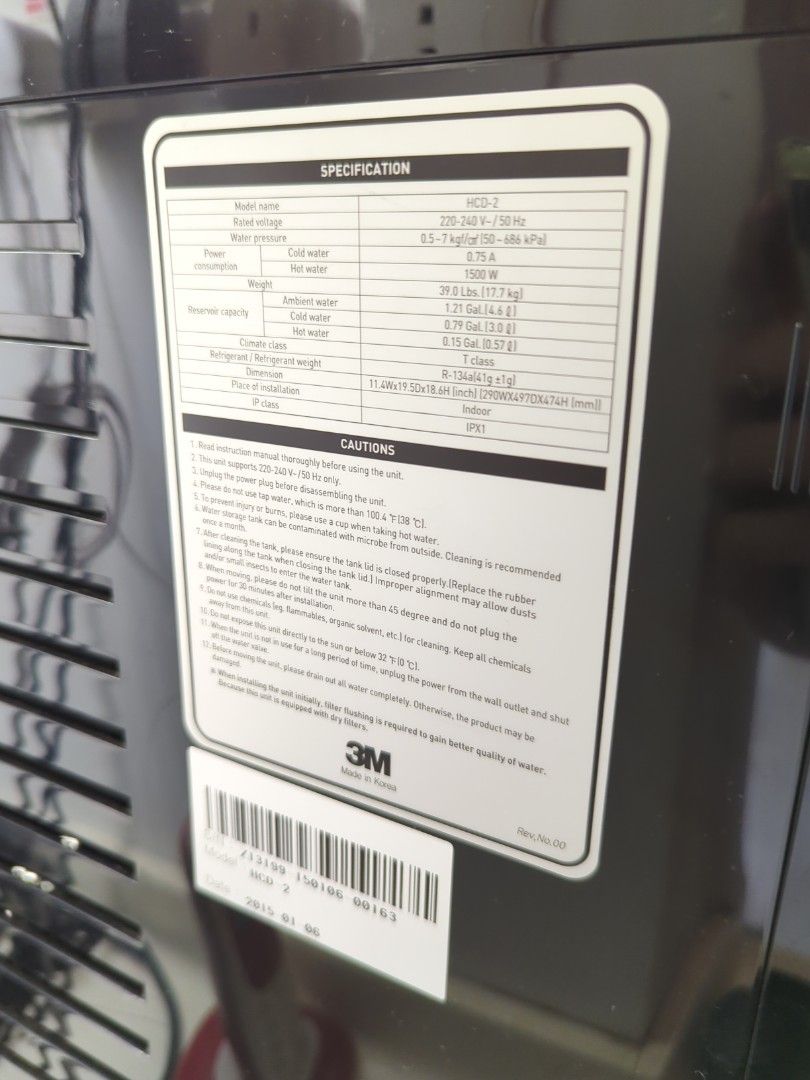 SPECIFICATION
Model name HCD-2
Rated voltage 220-240 V~/50 Hz
Water pressure 0.5~7 kgf/㎠ (50~686 kPa)
Power consumption Cold water 0.75 A
Hot water 1500 W
Weight 39.0 Lbs. (17.7 kg)
Reservoir capacity Ambient water 1.21 Gal. (4.6 ℓ)
Cold water 0.79 Gal. (3.0 ℓ)
Hot water 0.15 Gal. (0.57 ℓ)
Climate class T class
Refrigerant / Refrigerant weight R-134a(41g ±1g)
Dimension 11.4Wx19.5Dx18.6H (inch) (290WX497DX474H (mm))
Place of installation Indoor
IP class IPX1
CAUTIONS
1. Read instruction manual thoroughly before using the unit.
2. This unit supports 220-240 V~/50 Hz only.
3. Unplug the power plug before disassembling the unit.
4. Please do not use tap water, which is more than 100.4 ℉(38 ℃).
5. To prevent injury or burns, please use a cup when taking hot water.
6. Water storage tank can be contaminated with microbe from outside. Cleaning is recommended
once a month.
7. After cleaning the tank, please ensure the tank lid is closed properly.(Replace the rubber
lining along the tank when closing the tank lid.) Improper alignment may allow dusts
and/or small insects to enter the water tank.
8. When moving, please do not tilt the unit more than 45 degree and do not plug the
power for 30 minutes after installation.
9. Do not use chemicals (eg. flammables, organic solvent, etc.) for cleaning. Keep all chemicals
away from this unit.
10. Do not expose this unit directly to the sun or below 32 ℉(0 ℃).
11. When the unit is not in use for a long period of time, unplug the power from the wall outlet and shut
off the water valve.
12. Before moving the unit, please drain out all water completely. Otherwise, the product may be
damaged.
※ When installing the unit initially, filter flushing is required to gain better quality of water.
Because this unit is equipped with dry filters.
3M
Made in Korea
Rev.No.00
Z13199 150106 00163
Model HCD 2
Date 2015 01 06